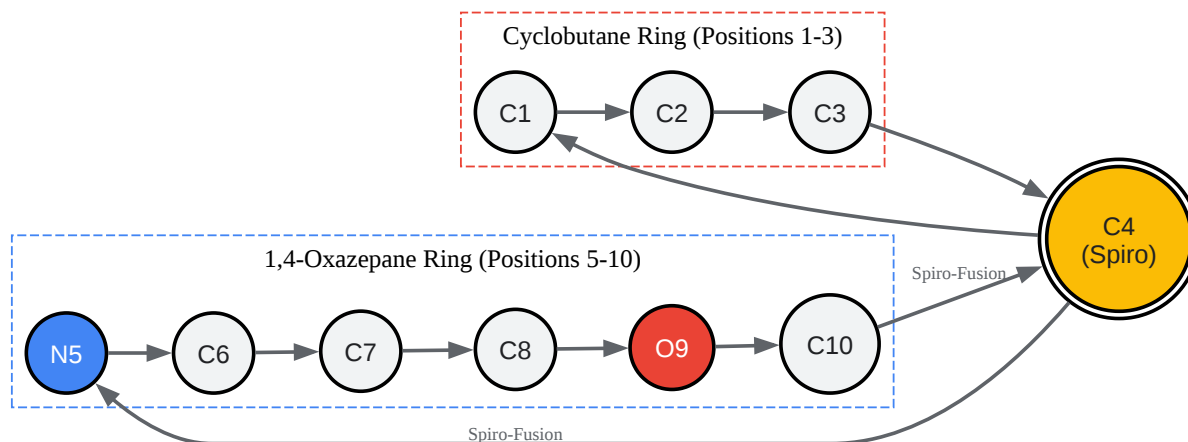 Cyclobutane Ring (Positions 1-3)
C1
C2
C3
C4
(Spiro)
1,4-Oxazepane Ring (Positions 5-10)
Spiro-Fusion
N5
C6
C7
C8
O9
C10
Spiro-Fusion